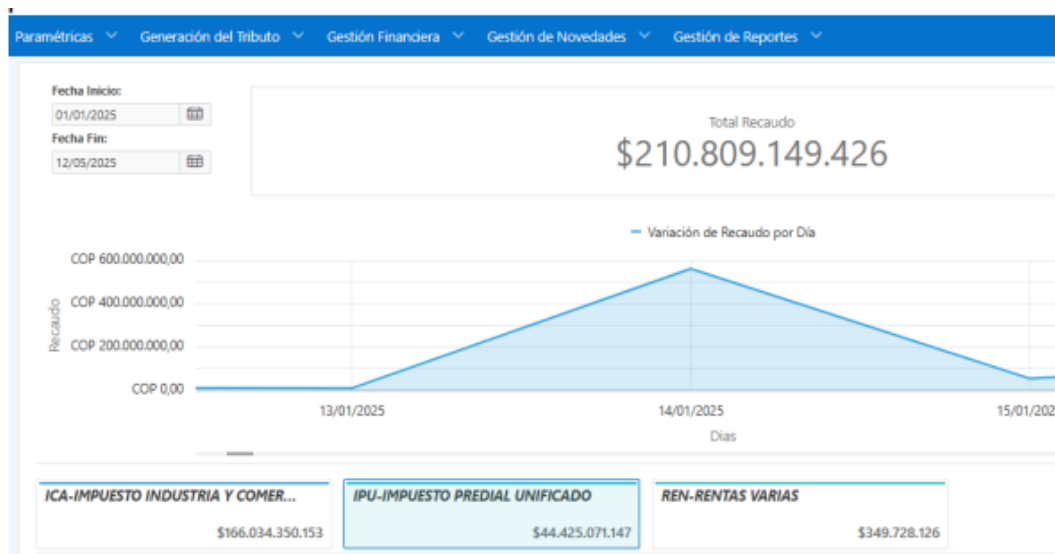 Paramétricas Generación del Tributo Gestión Financiera Gestión de Novedades Gestión de Reportes
Fecha Inicio:
01/01/2025
Fecha Fin:
12/05/2025
Total Recaudo
$210.809.149.426
Variación de Recaudo por Día
COP 600.000.000,00
COP 400.000.000,00
COP 200.000.000,00
COP 0,00
Recaudo
13/01/2025 14/01/2025 15/01/202
Días
ICA-IMPUESTO INDUSTRIA Y COMER...
$166.034.350.153
IPU-IMPUESTO PREDIAL UNIFICADO
$44.425.071.147
REN-RENTAS VARIAS
$349.728.126